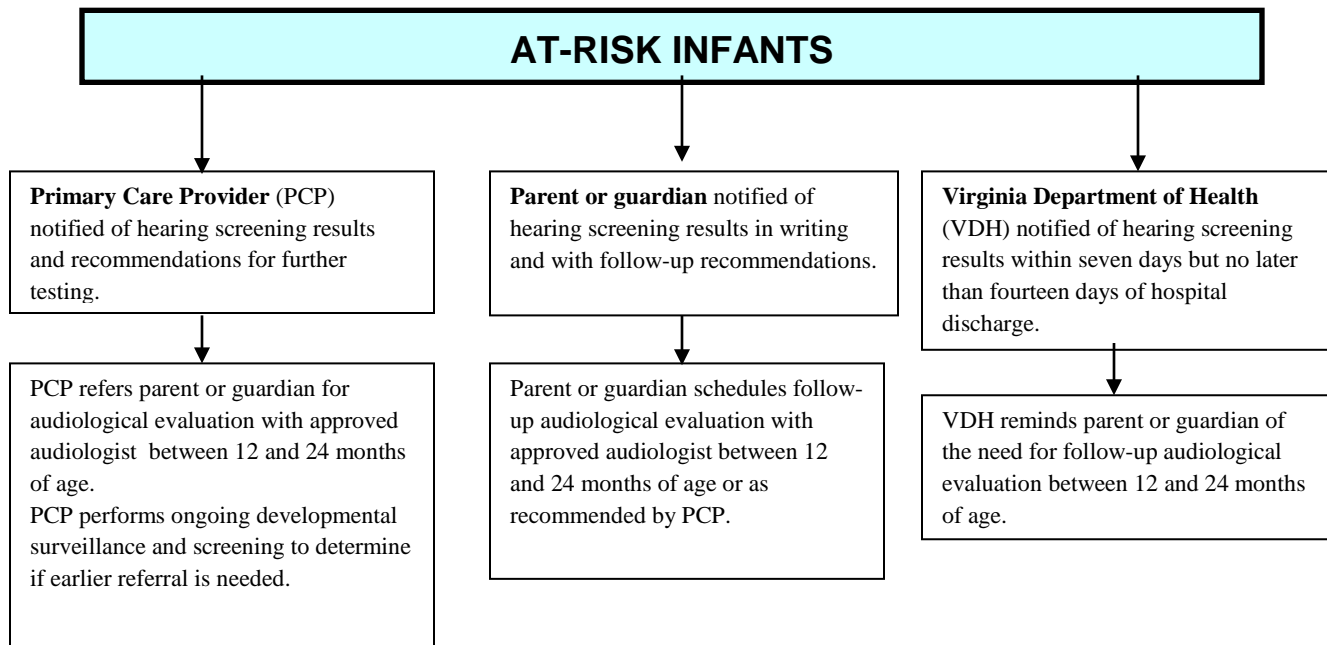 AT-RISK INFANTS
Primary Care Provider (PCP)
notified of hearing screening results
and recommendations for further
testing.
Parent or guardian notified of
hearing screening results in writing
and with follow-up recommendations.
Virginia Department of Health
(VDH) notified of hearing screening
results within seven days but no later
than fourteen days of hospital
discharge.
PCP refers parent or guardian for
audiological evaluation with approved
audiologist between 12 and 24 months
of age.
PCP performs ongoing developmental
surveillance and screening to determine
if earlier referral is needed.
Parent or guardian schedules follow-
up audiological evaluation with
approved audiologist between 12
and 24 months of age or as
recommended by PCP.
VDH reminds parent or guardian of
the need for follow-up audiological
evaluation between 12 and 24 months
of age.